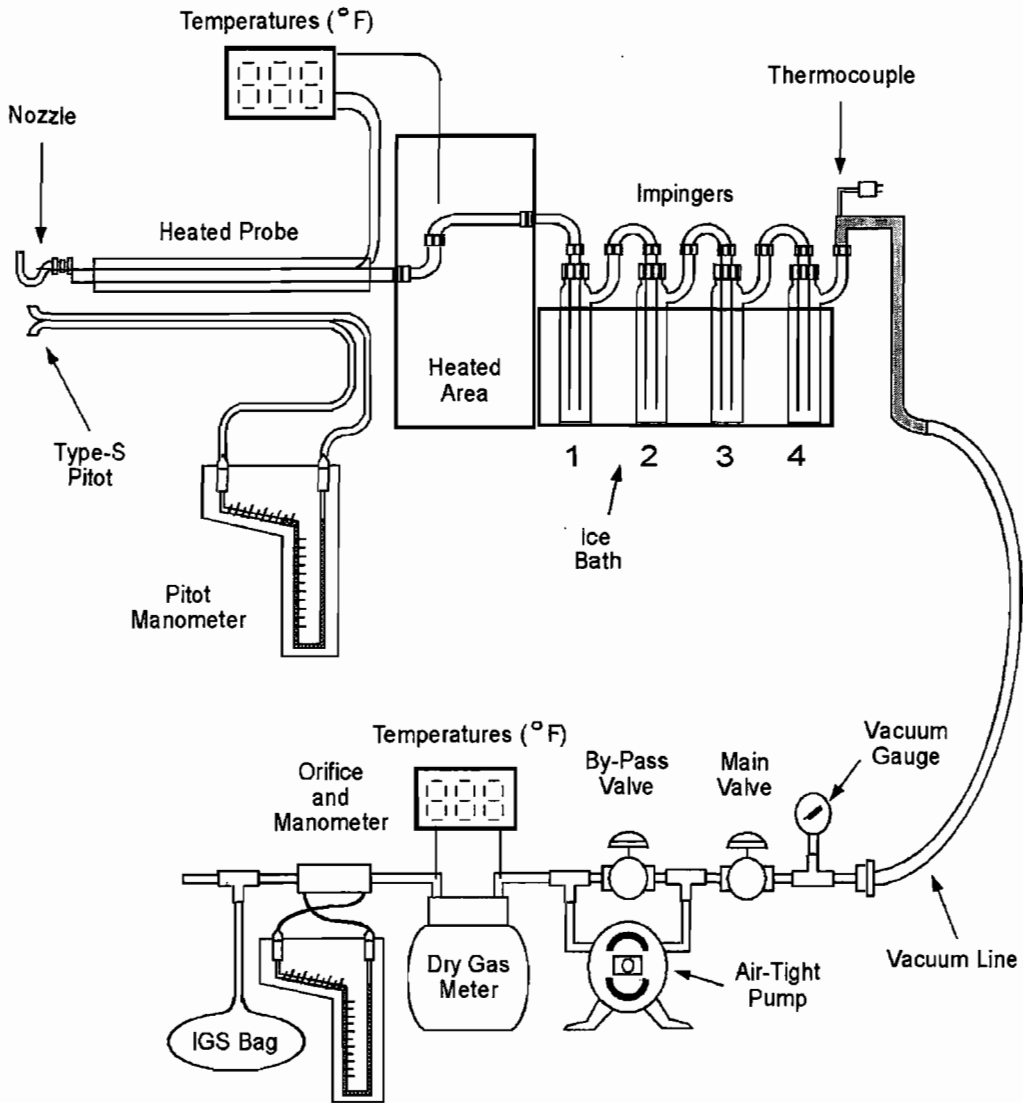 Temperatures (°F)
Thermocouple
Nozzle
Impingers
Heated Probe
Heated
Area
Type-S
Pitot
1 2 3 4
Ice
Bath
Pitot
Manometer
Temperatures (°F)
Vacuum
Gauge
By-Pass
Valve
Main
Valve
Orifice
and
Manometer
Dry Gas
Meter
Air-Tight
Pump
Vacuum Line
IGS Bag